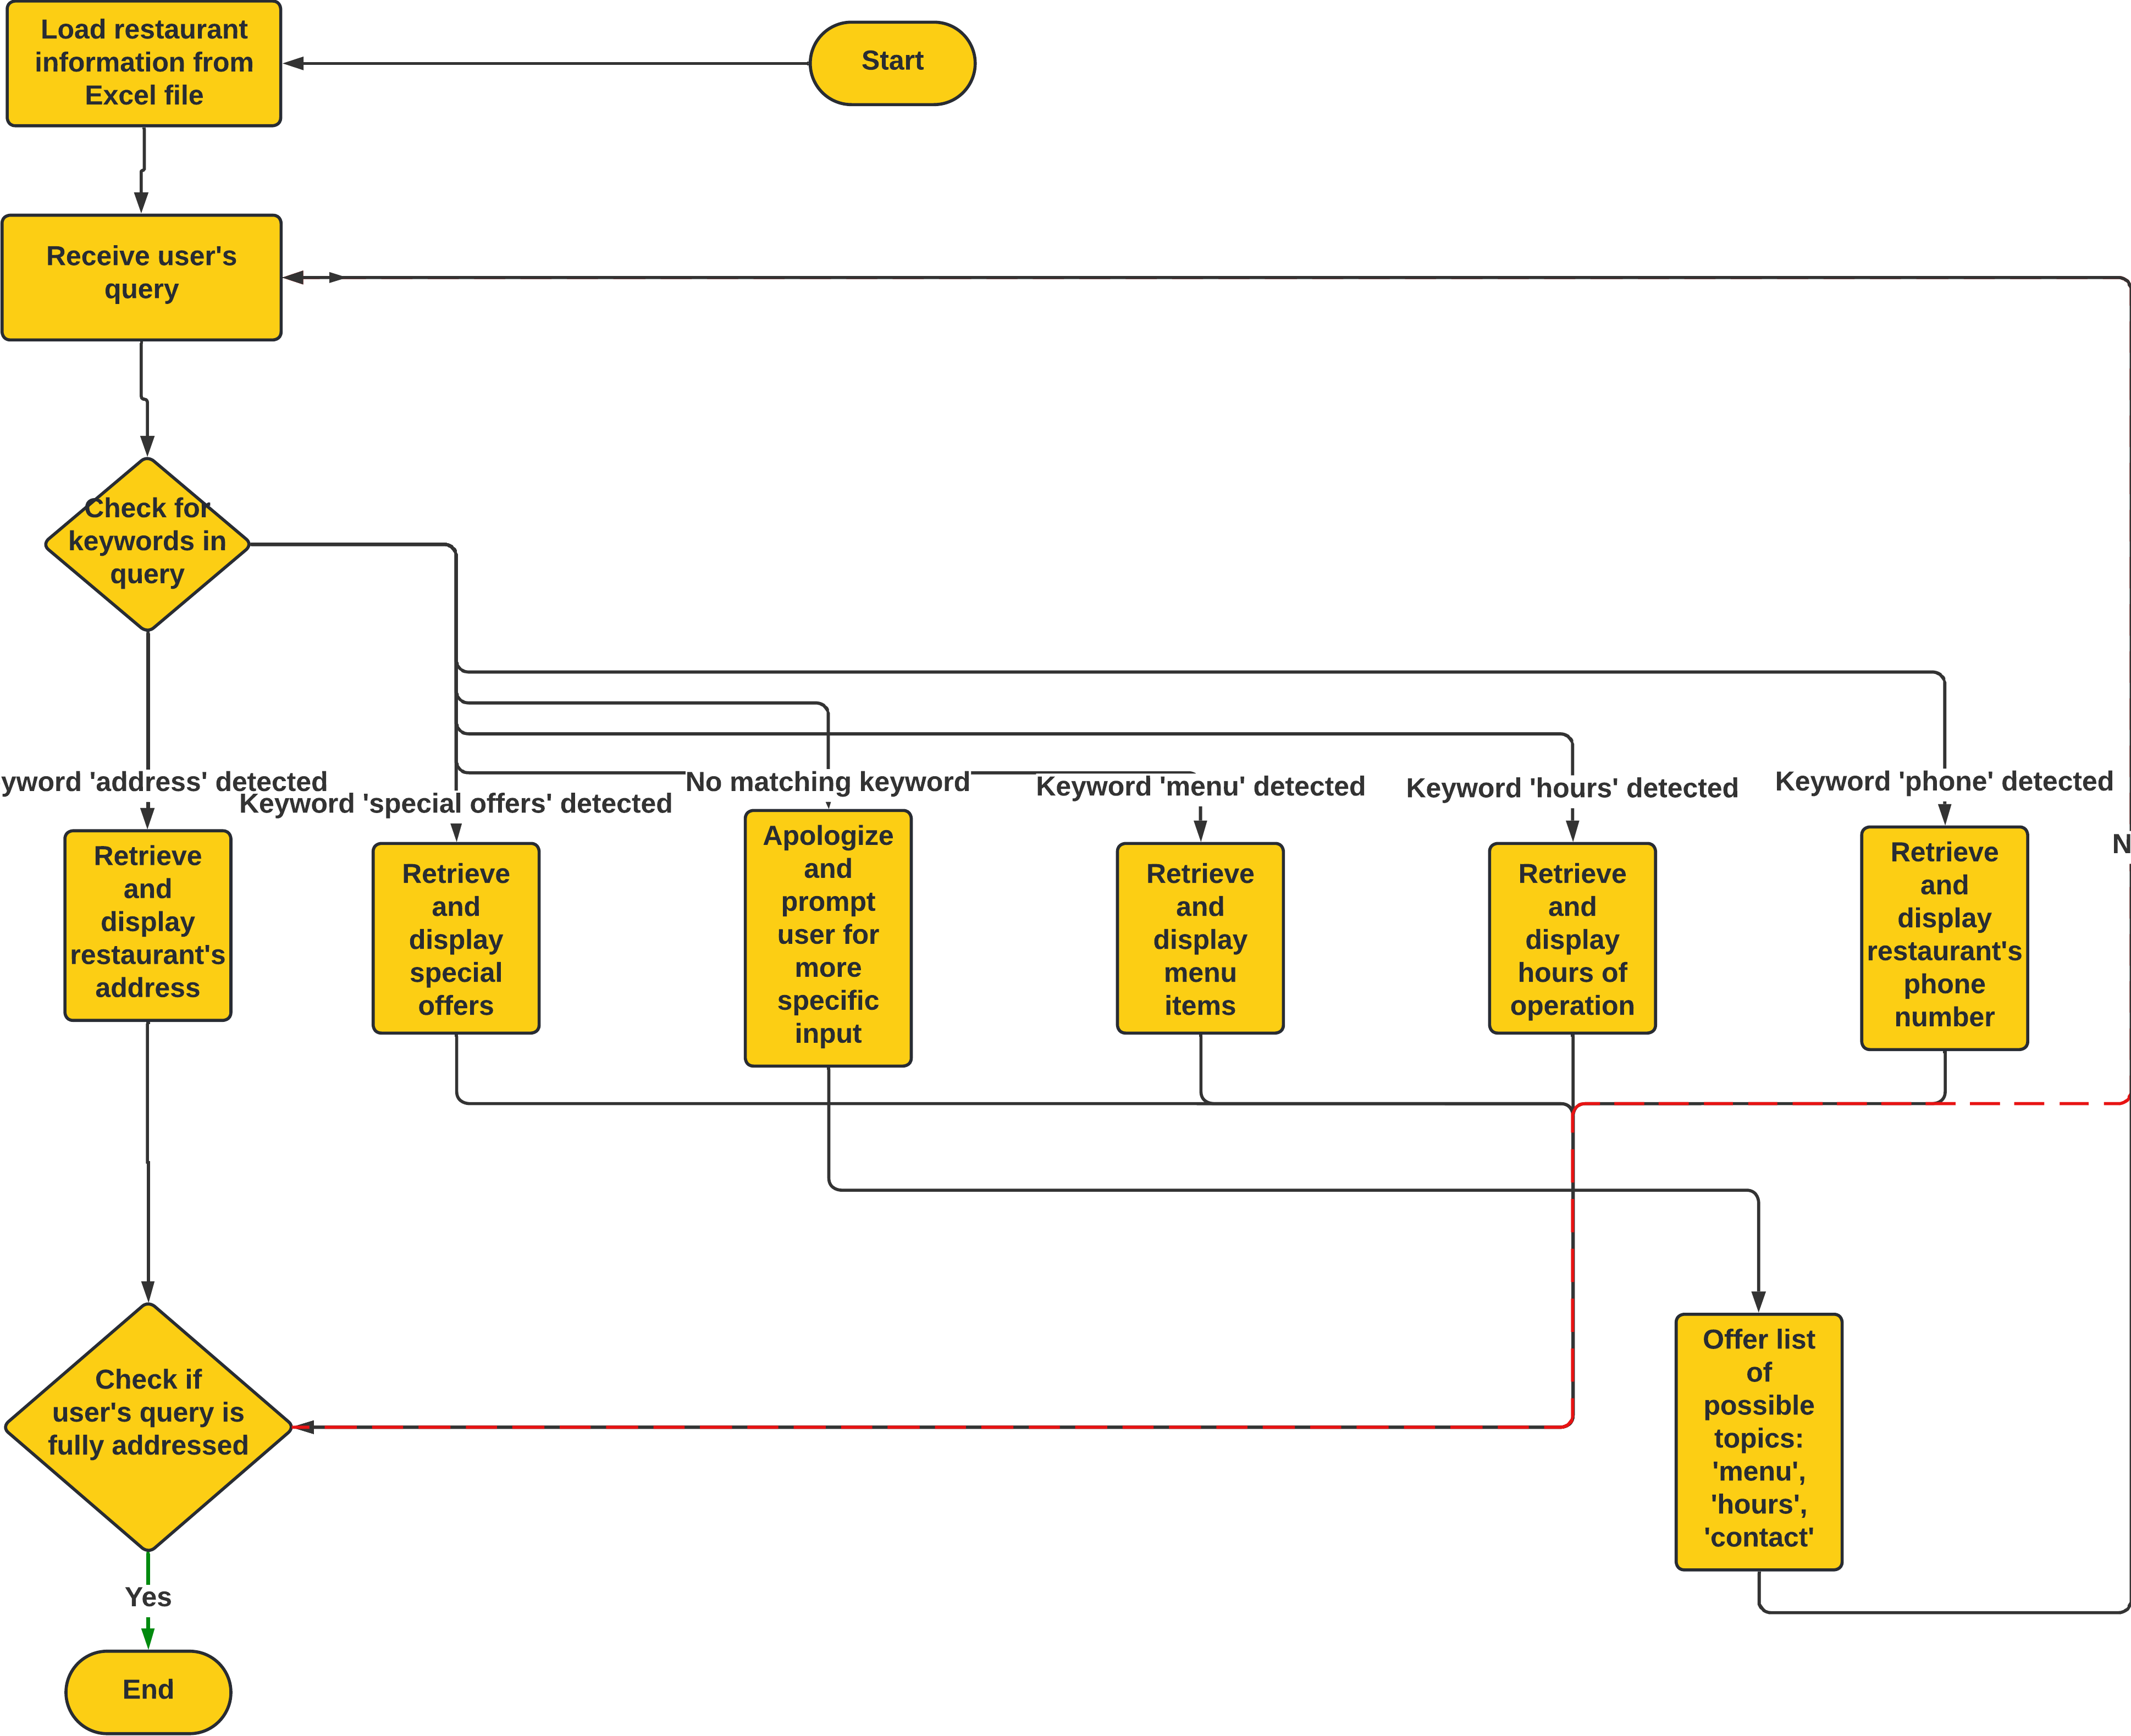 Load restaurant
information from
Excel file
Start
Receive user's
query
Check for
keywords in
query
yword 'address' detected
Keyword 'special offers' detected
No matching keyword
Keyword 'menu' detected
Keyword 'hours' detected
Keyword 'phone' detected
N
Retrieve
and
display
restaurant's
address
Retrieve
and
display
special
offers
Apologize
and
prompt
user for
more
specific
input
Retrieve
and
display
menu
items
Retrieve
and
display
hours of
operation
Retrieve
and
display
restaurant's
phone
number
Check if
user's query is
fully addressed
Offer list
of
possible
topics:
'menu',
'hours',
'contact'
Yes
End